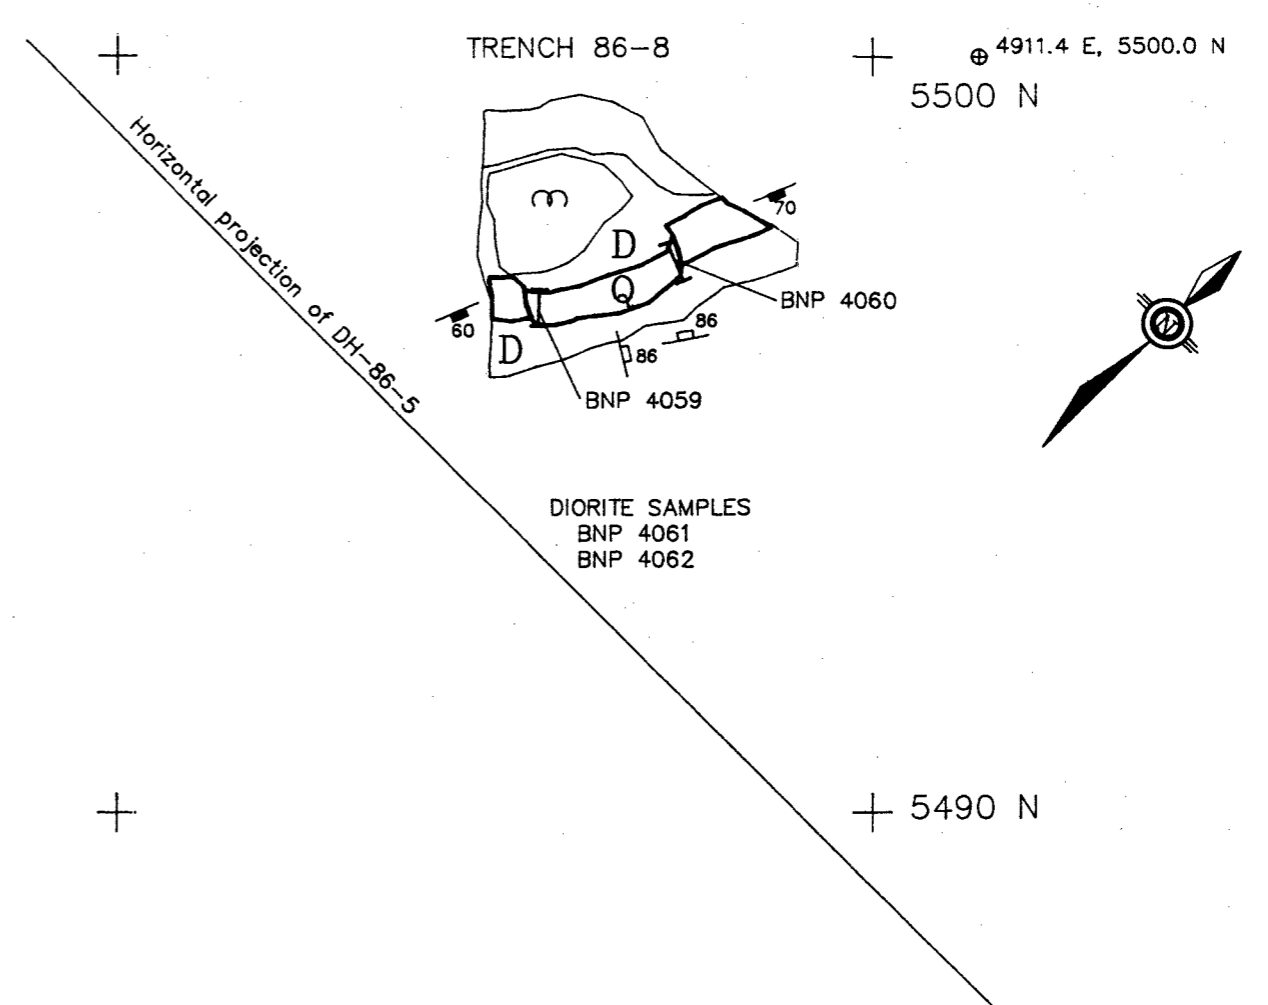 TRENCH 86-8
4911.4 E, 5500.0 N
5500 N
Horizontal projection of DH-86-5
70
D
Q
BNP 4060
60
D
86
86
BNP 4059
N
DIORITE SAMPLES
BNP 4061
BNP 4062
5490 N